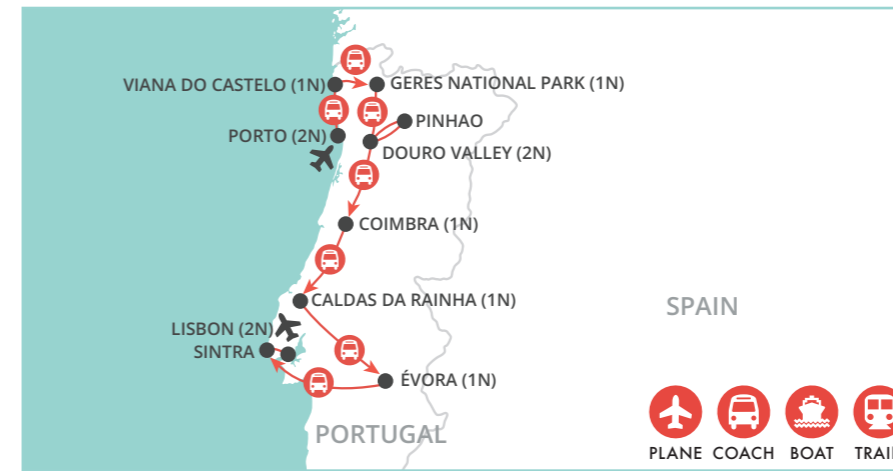 VIANA DO CASTELO (1N)
GERES NATIONAL PARK (1N)
PINHAO
PORTO (2N)
DOURO VALLEY (2N)
COIMBRA (1N)
CALDAS DA RAINHA (1N)
SPAIN
LISBON (2N)
SINTRA
ÉVORA (1N)
PORTUGAL
PLANE COACH BOAT TRAIN